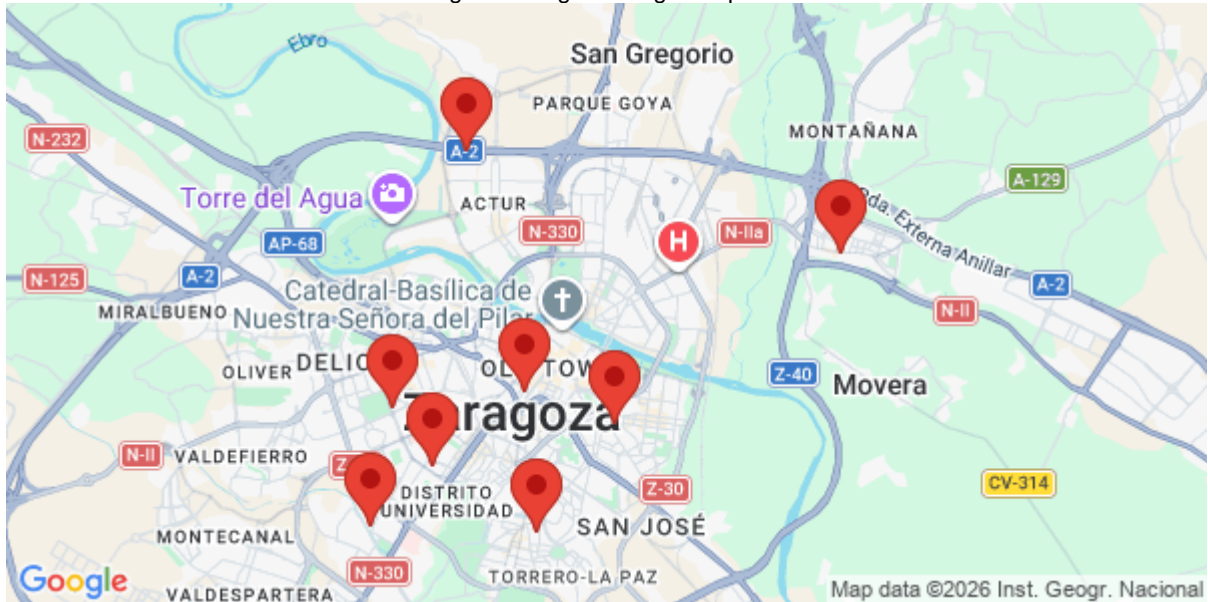 Ebro
San Gregorio
PARQUE GOYA
N-232
A-2
MONTAÑANA
A-129
Torre del Agua
ACTUR
Rda. Externa Anillar
AP-68
N-330
H
N-IIa
N-125
A-2
A-2
Catedral-Basílica de
Nuestra Señora del Pilar
MIRALBUENO
N-II
OLIVER
Z-40
Movera
Zaragoza
N-II
VALDEFIERRO
DISTRITO
UNIVERSIDAD
Z-30
CV-314
SAN JOSÉ
MONTECANAL
N-330
TORRERO-LA PAZ
VALDESPARTERA
Google
Map data ©2026 Inst. Geogr. Nacional